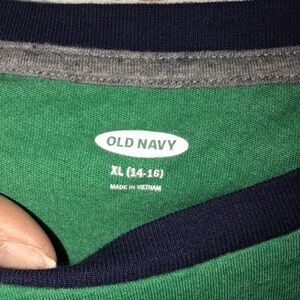 OLD NAVY
XL (14-16)
MADE IN VIETNAM